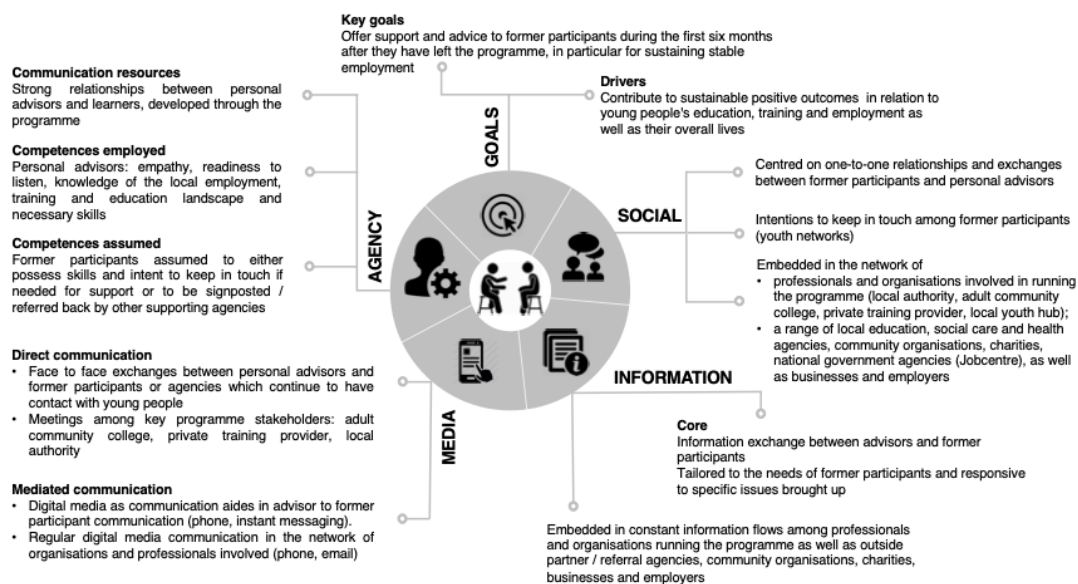 Key goals
Offer support and advice to former participants during the first six months
after they have left the programme, in particular for sustaining stable
employment
Drivers
Contribute to sustainable positive outcomes in relation to
young people's education, training and employment as
well as their overall lives
GOALS
Communication resources
Strong relationships between personal
advisors and learners, developed through the
programme
Competences employed
Personal advisors: empathy, readiness to
listen, knowledge of the local employment,
training and education landscape and
necessary skills
Competences assumed
Former participants assumed to either
possess skills and intent to keep in touch if
needed for support or to be signposted /
referred back by other supporting agencies
AGENCY
SOCIAL
Centred on one-to-one relationships and exchanges
between former participants and personal advisors
Intentions to keep in touch among former participants
(youth networks)
Embedded in the network of
• professionals and organisations involved in running
the programme (local authority, adult community
college, private training provider, local youth hub);
• a range of local education, social care and health
agencies, community organisations, charities,
national government agencies (Jobcentre), as well
as businesses and employers
Direct communication
• Face to face exchanges between personal advisors and
former participants or agencies which continue to have
contact with young people
• Meetings among key programme stakeholders: adult
community college, private training provider, local
authority
Mediated communication
• Digital media as communication aides in advisor to former
participant communication (phone, instant messaging).
• Regular digital media communication in the network of
organisations and professionals involved (phone, email)
MEDIA
INFORMATION
Core
Information exchange between advisors and former
participants
Tailored to the needs of former participants and responsive
to specific issues brought up
Embedded in constant information flows among professionals
and organisations running the programme as well as outside
partner / referral agencies, community organisations, charities,
businesses and employers